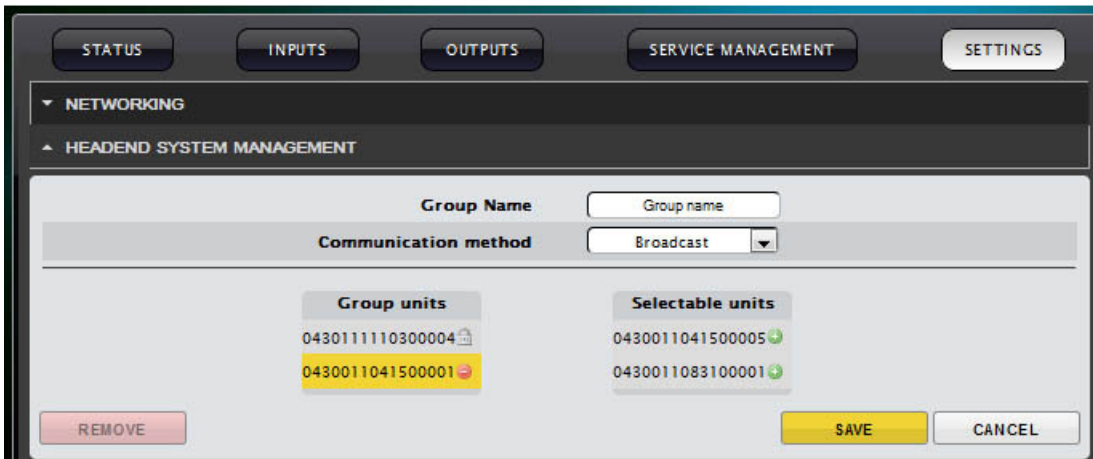 STATUS INPUTS OUTPUTS SERVICE MANAGEMENT SETTINGS
NETWORKING
HEADEND SYSTEM MANAGEMENT
Group Name Group name
Communication method Broadcast
Group units Selectable units
0430111110300004 0430011041500005
0430011041500001 0430011083100001
REMOVE SAVE CANCEL